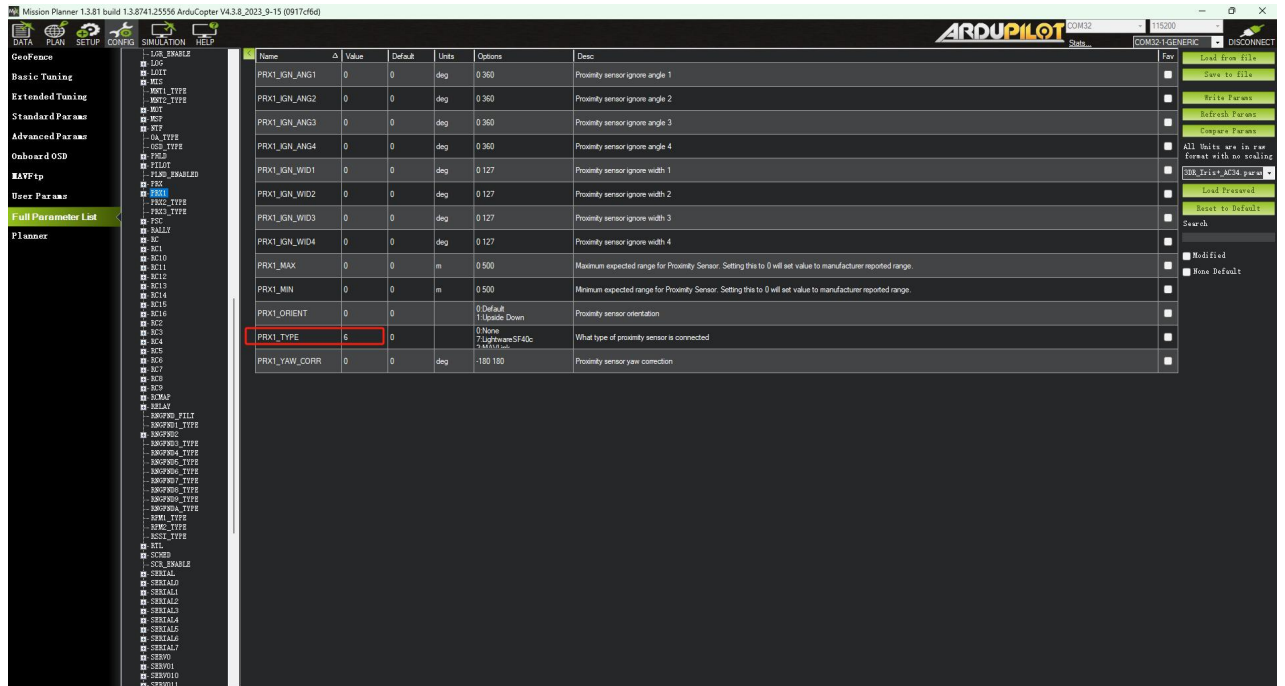 Mission Planner 1.3.81 build 1.3.8741.25556 ArduCopter V4.3.8_2023_9-15 (0917cf6d)
DATA PLAN SETUP CONFIG SIMULATION HELP
ARDUPILOT
COM32 115200
Stats...
COM32-1-GENERIC DISCONNECT
GeoFence
Basic Tuning
Extended Tuning
Standard Params
Advanced Params
Onboard OSD
MAVFtp
User Params
Full Parameter List
Planner
LGR_ENABLE
LOG
LOIT
MIS
MNT1_TYPE
MNT2_TYPE
MOT
MSP
NTF
OA_TYPE
OSD_TYPE
PHLD
PILOT
PLND_ENABLED
PRX
PRX1
PRX2_TYPE
PRX3_TYPE
PSC
RALLY
RC
RC1
RC10
RC11
RC12
RC13
RC14
RC15
RC16
RC2
RC3
RC4
RC5
RC6
RC7
RC8
RC9
RCMAP
RELAY
RNGFND_FILT
RNGFND1_TYPE
RNGFND2
RNGFND3_TYPE
RNGFND4_TYPE
RNGFND5_TYPE
RNGFND6_TYPE
RNGFND7_TYPE
RNGFND8_TYPE
RNGFND9_TYPE
RNGFNDA_TYPE
RPM1_TYPE
RPM2_TYPE
RSSI_TYPE
RTL
SCHED
SCR_ENABLE
SERIAL
SERIAL0
SERIAL1
SERIAL2
SERIAL3
SERIAL4
SERIAL5
SERIAL6
SERIAL7
SERVO
SERVO1
SERVO10
SERVO11
Name Value Default Units Options Desc Fav
PRX1_IGN_ANG1 0 0 deg 0 360 Proximity sensor ignore angle 1
PRX1_IGN_ANG2 0 0 deg 0 360 Proximity sensor ignore angle 2
PRX1_IGN_ANG3 0 0 deg 0 360 Proximity sensor ignore angle 3
PRX1_IGN_ANG4 0 0 deg 0 360 Proximity sensor ignore angle 4
PRX1_IGN_WID1 0 0 deg 0 127 Proximity sensor ignore width 1
PRX1_IGN_WID2 0 0 deg 0 127 Proximity sensor ignore width 2
PRX1_IGN_WID3 0 0 deg 0 127 Proximity sensor ignore width 3
PRX1_IGN_WID4 0 0 deg 0 127 Proximity sensor ignore width 4
PRX1_MAX 0 0 m 0 500 Maximum expected range for Proximity Sensor. Setting this to 0 will set value to manufacturer reported range.
PRX1_MIN 0 0 m 0 500 Minimum expected range for Proximity Sensor. Setting this to 0 will set value to manufacturer reported range.
PRX1_ORIENT 0 0 0:Default
1:Upside Down Proximity sensor orientation
PRX1_TYPE 6 0 0:None
7:LightwareSF40c What type of proximity sensor is connected
2:MAVLink
PRX1_YAW_CORR 0 0 deg -180 180 Proximity sensor yaw correction
Load from file
Save to file
Write Params
Refresh Params
Compare Params
All Units are in raw
format with no scaling
3DR_Iris+_AC34.param
Load Presaved
Reset to Default
Search
Modified
None Default